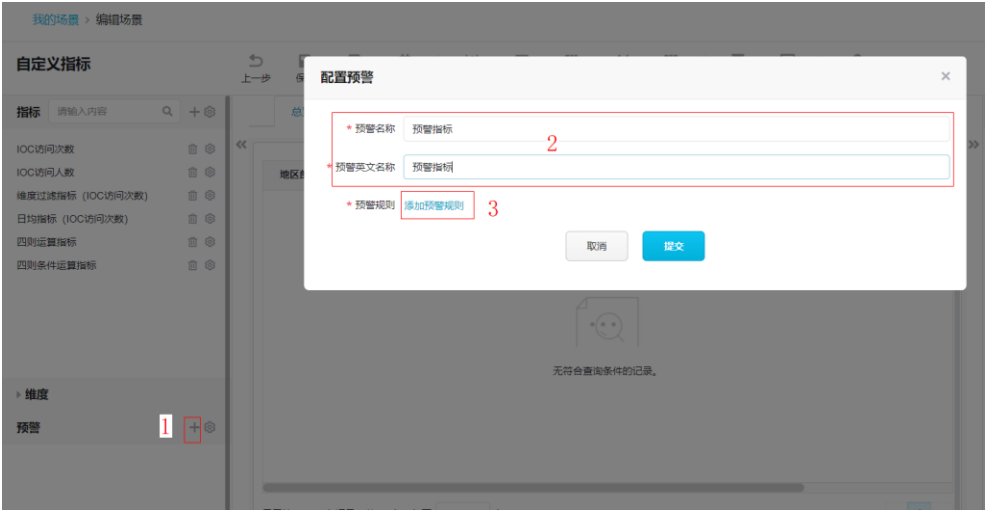 我的场景 > 编辑场景
自定义指标
上一步
保
配置预警
×
指标 请输入内容
总
* 预警名称 预警指标
2
IOC访问次数
IOC访问人数
地区
* 预警英文名称 预警指标
维度过滤指标（IOC访问次数）
* 预警规则 添加预警规则 3
日均指标（IOC访问次数）
四则运算指标
取消 提交
四则条件运算指标
无符合查询条件的记录。
维度
预警 1